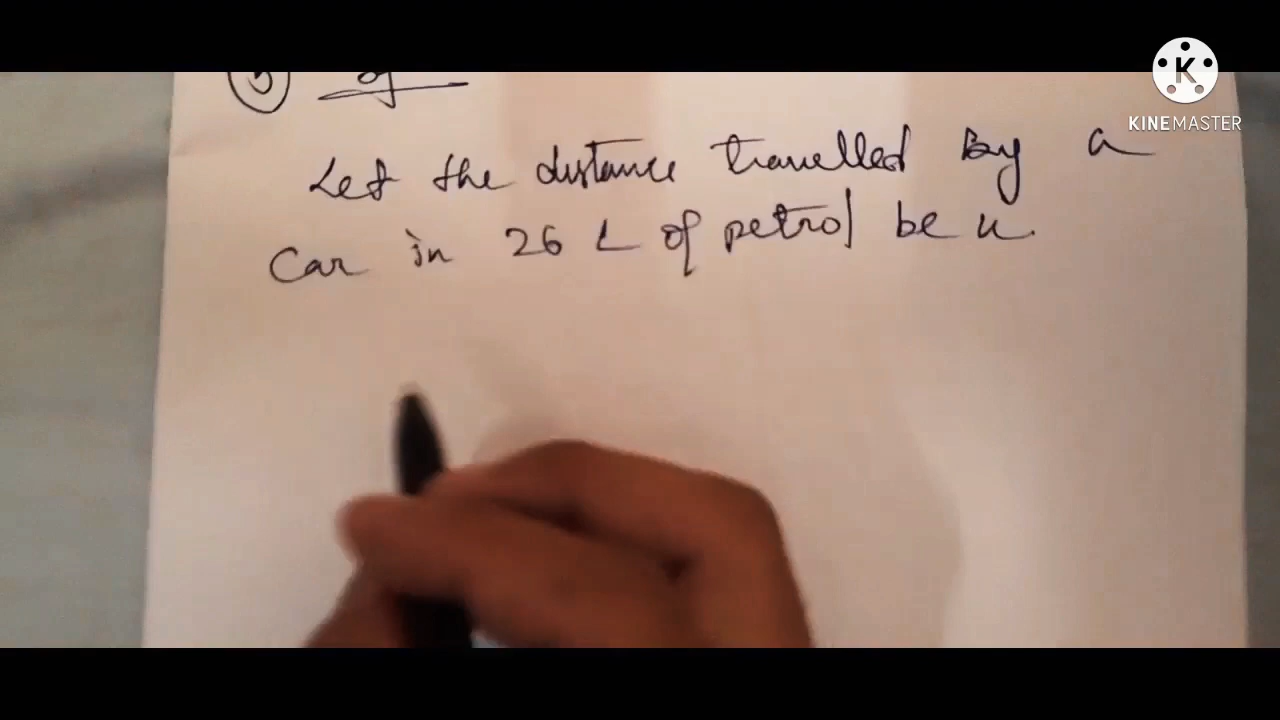 K
KINEMASTER
Let the distance travelled by a
Car in 26 L of petrol be x.